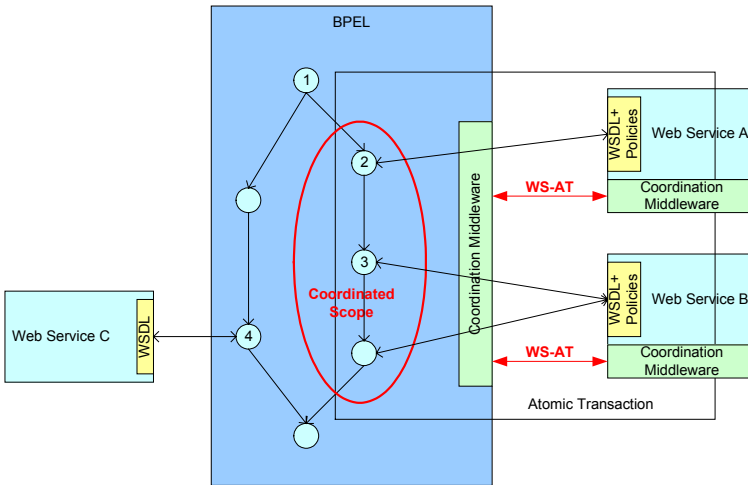 BPEL
1
2
WSDL+
Policies
Web Service A
Coordination
Middleware
WS-AT
Coordination Middleware
3
Coordinated
Scope
WSDL+
Policies
Web Service B
Web Service C
WSDL
4
WS-AT
Coordination
Middleware
Atomic Transaction